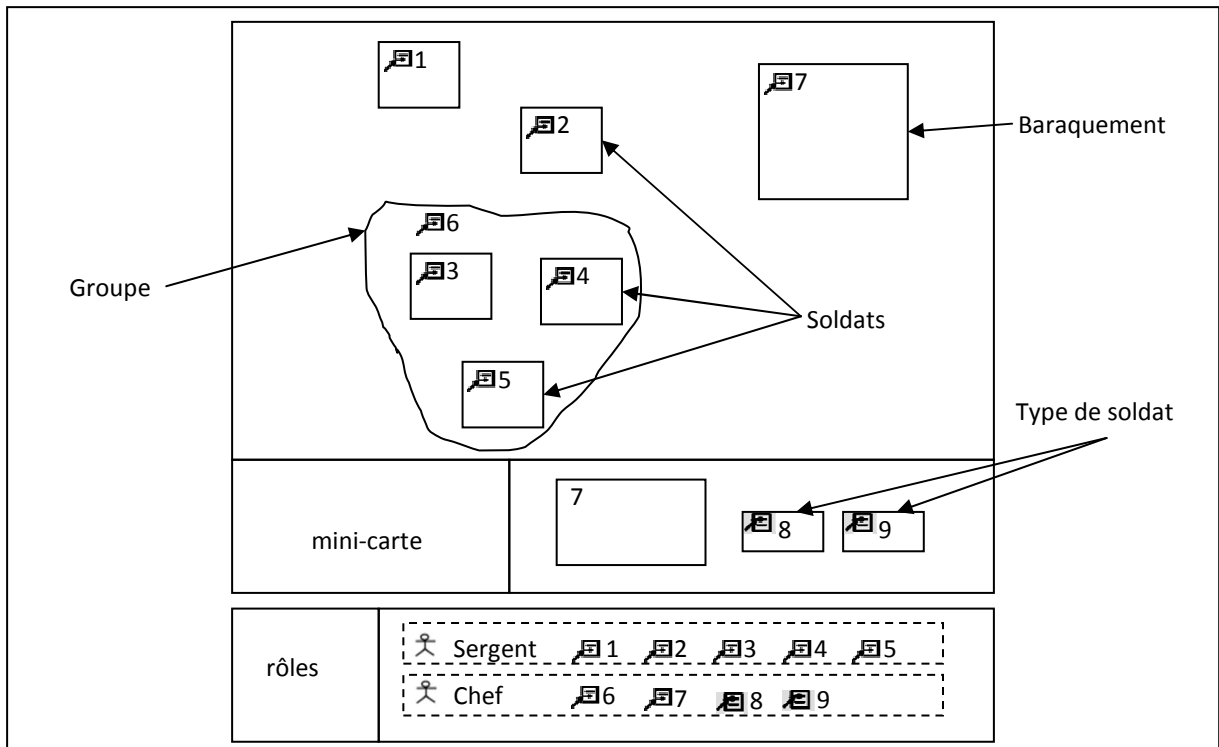 1
7
2
Baraquement
6
3
4
Groupe
Soldats
5
Type de soldat
7
8
9
mini-carte
rôles
Sergent 1 2 3 4 5
Chef 6 7 8 9